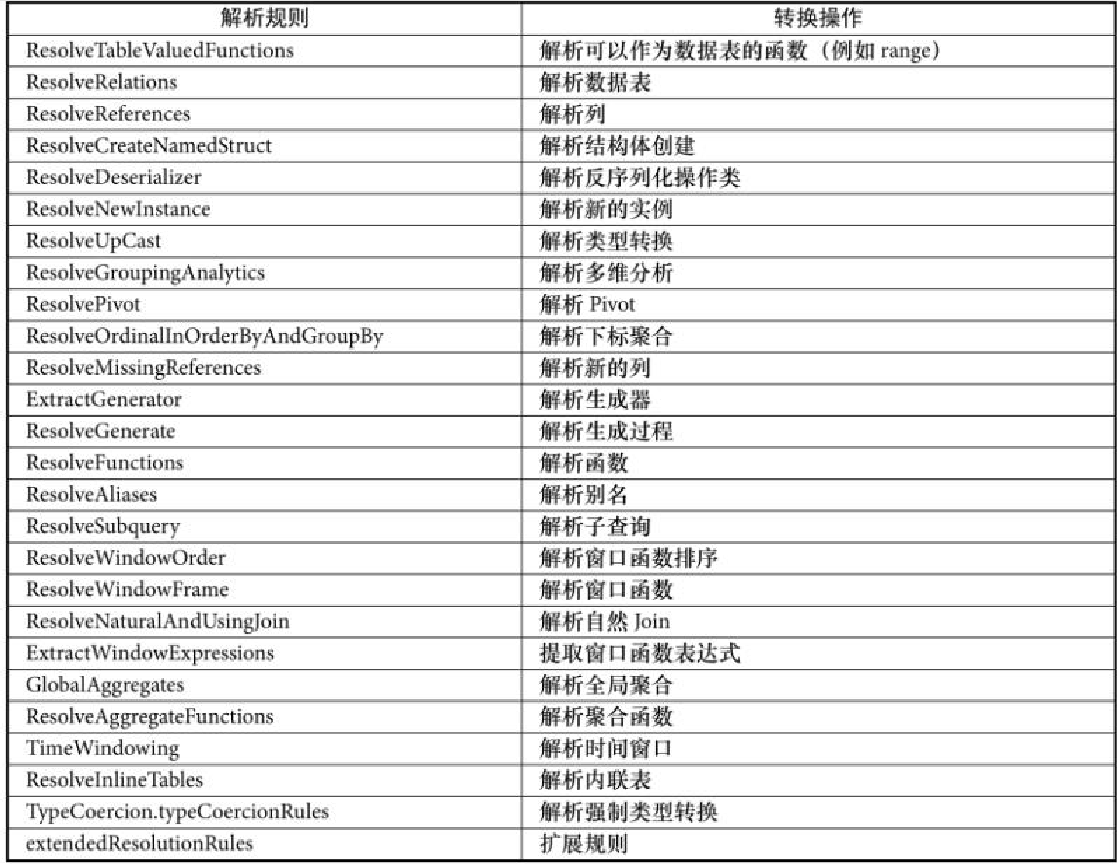 解析规则 转换操作
ResolveTableValuedFunctions 解析可以作为数据表的函数（例如 range）
ResolveRelations 解析数据表
ResolveReferences 解析列
ResolveCreateNamedStruct 解析结构体创建
ResolveDeserializer 解析反序列化操作类
ResolveNewInstance 解析新的实例
ResolveUpCast 解析类型转换
ResolveGroupingAnalytics 解析多维分析
ResolvePivot 解析 Pivot
ResolveOrdinalInOrderByAndGroupBy 解析下标聚合
ResolveMissingReferences 解析新的列
ExtractGenerator 解析生成器
ResolveGenerate 解析生成过程
ResolveFunctions 解析函数
ResolveAliases 解析别名
ResolveSubquery 解析子查询
ResolveWindowOrder 解析窗口函数排序
ResolveWindowFrame 解析窗口函数
ResolveNaturalAndUsingJoin 解析自然 Join
ExtractWindowExpressions 提取窗口函数表达式
GlobalAggregates 解析全局聚合
ResolveAggregateFunctions 解析聚合函数
TimeWindowing 解析时间窗口
ResolveInlineTables 解析内联表
TypeCoercion.typeCoercionRules 解析强制类型转换
extendedResolutionRules 扩展规则